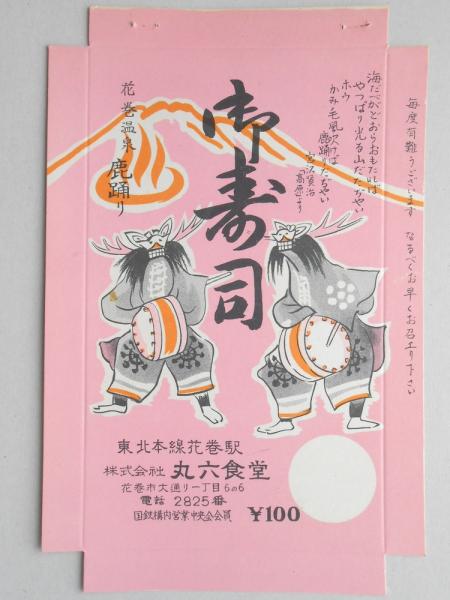 毎度有難うございます なるべくお早くお召上り下さい
海だべがどおらおもたれば
やっぱり光る山だたぢやい
ホウ
かみ毛風吹けば
鹿踊りだぢやい
宮沢賢治
「高原」より
御寿司
花巻温泉
鹿踊り
東北本線花巻駅
株式会社 丸六食堂
花巻市大通り一丁目6の6
電話 2825番
国鉄構内営業中央会会員
¥100